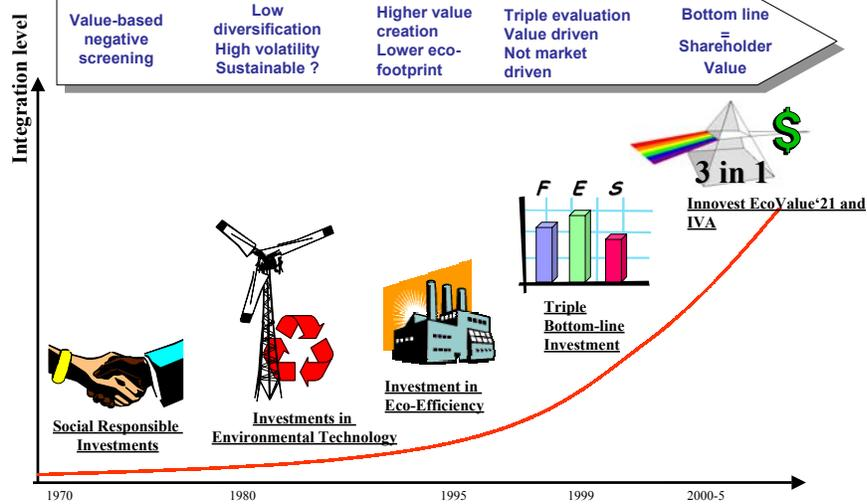 Value-based
negative
screening
Low
diversification
High volatility
Sustainable ?
Higher value
creation
Lower eco-
footprint
Triple evaluation
Value driven
Not market
driven
Bottom line
=
Shareholder
Value
Integration level
$
3 in 1
Innovest EcoValue‘21 and
IVA
F E S
Triple
Bottom-line
Investment
Investment in
Eco-Efficiency
Investments in
Environmental Technology
Social Responsible
Investments
1970 1980 1995 1999 2000-5